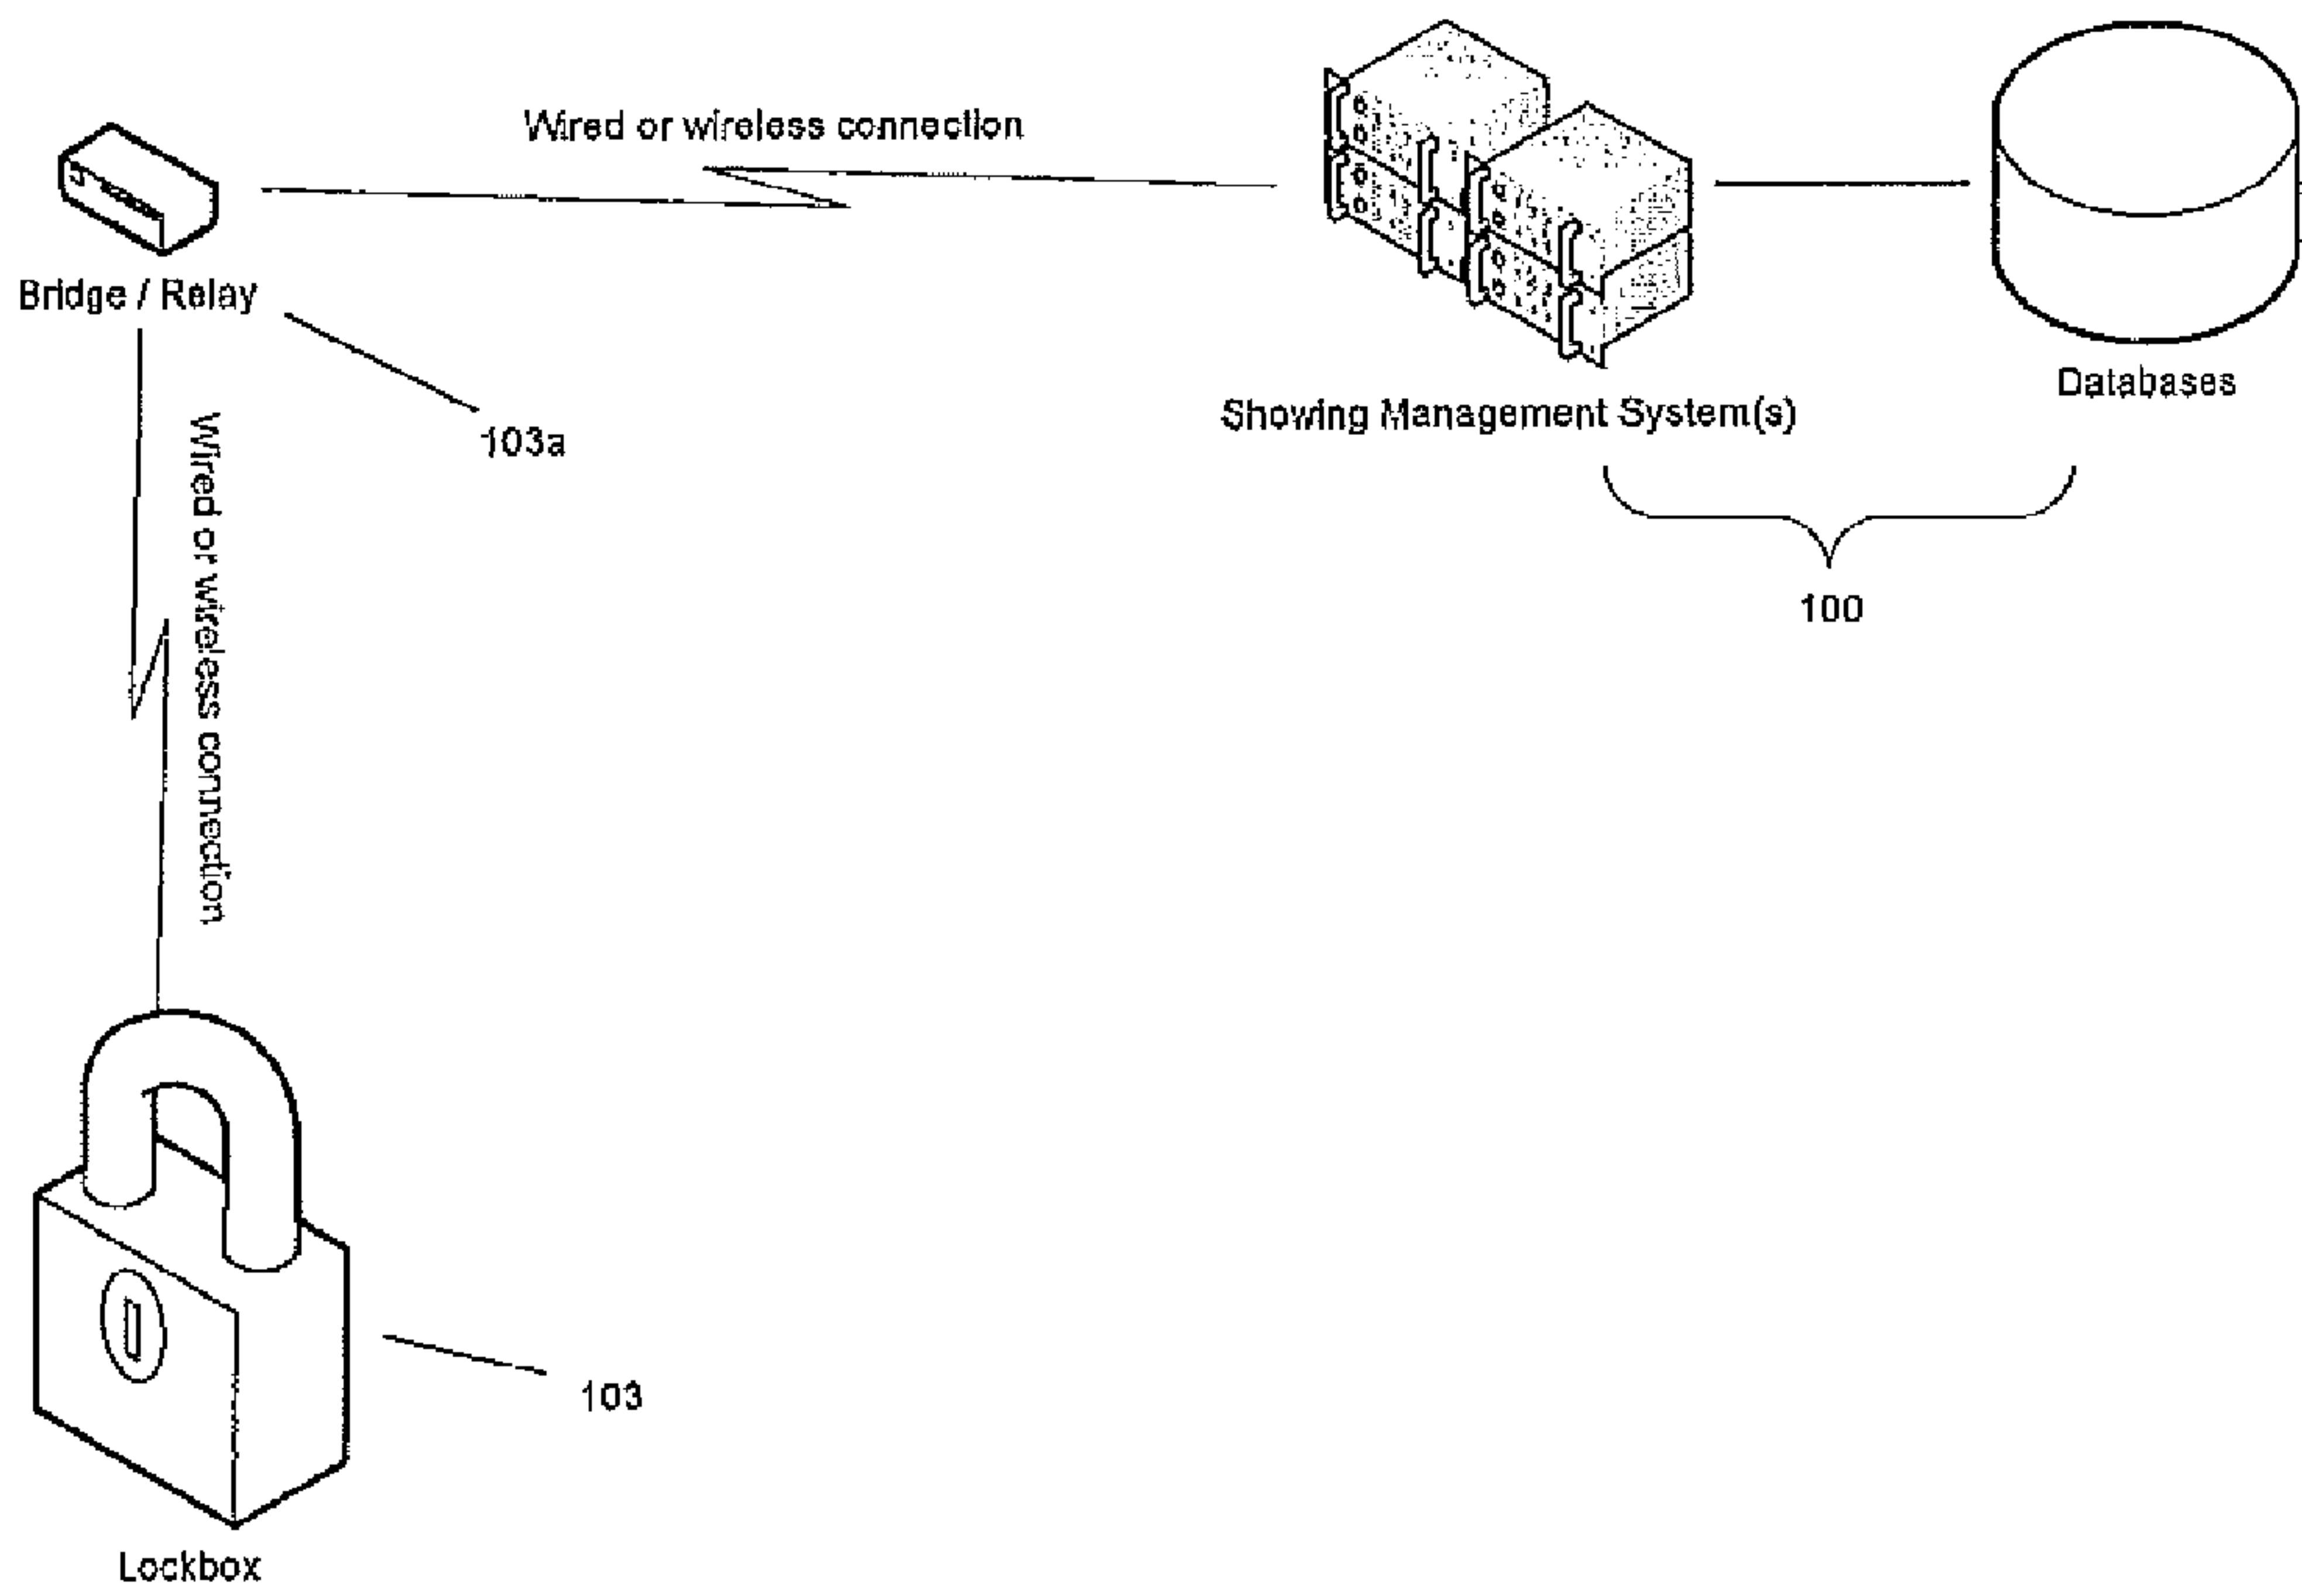 Wired or wireless connection
Bridge / Relay
103a
Wired or wireless connection
Showing Management System(s)
Databases
100
103
Lockbox